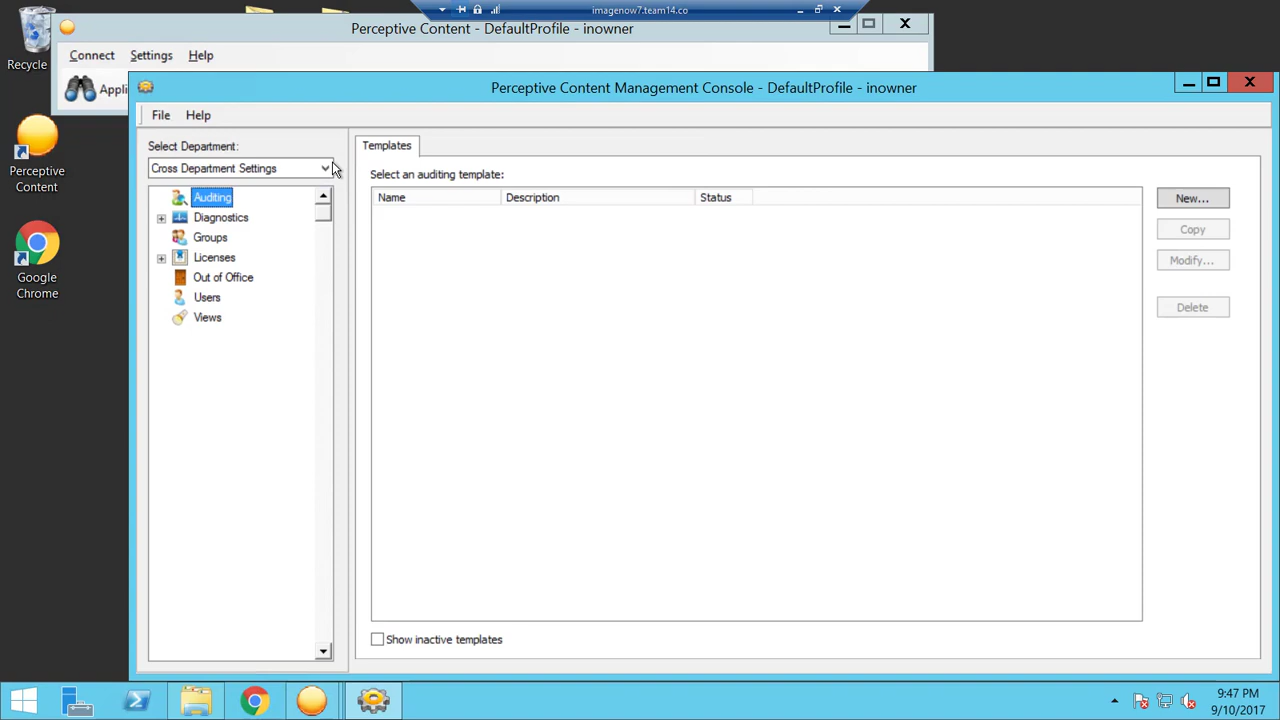 imagenow7.team14.co
Recycle
Perceptive Content - DefaultProfile - inowner
Connect Settings Help
Appli
Perceptive Content Management Console - DefaultProfile - inowner
File Help
Perceptive
Content
Google
Chrome
Select Department:
Cross Department Settings
Auditing
Diagnostics
Groups
Licenses
Out of Office
Users
Views
Templates
Select an auditing template:
Name Description Status
New...
Copy
Modify...
Delete
Show inactive templates
9:47 PM
9/10/2017